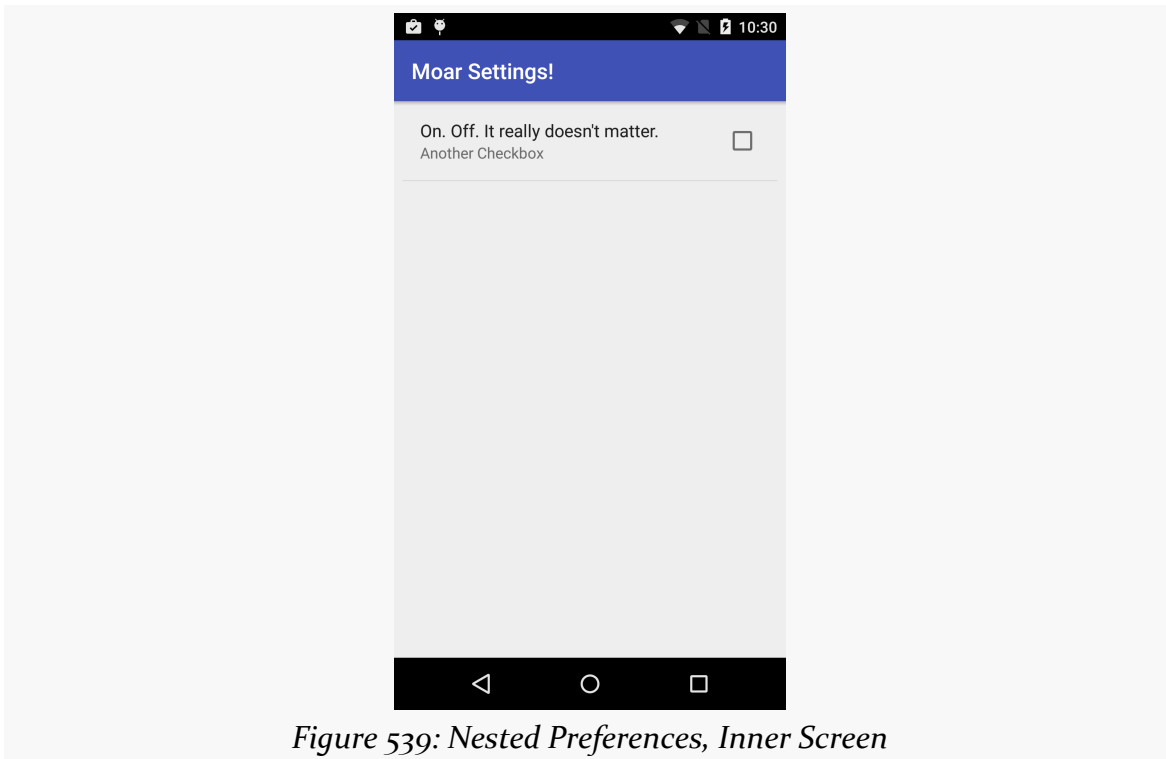 10:30
Moar Settings!
On. Off. It really doesn't matter.
Another Checkbox
Figure 539: Nested Preferences, Inner Screen